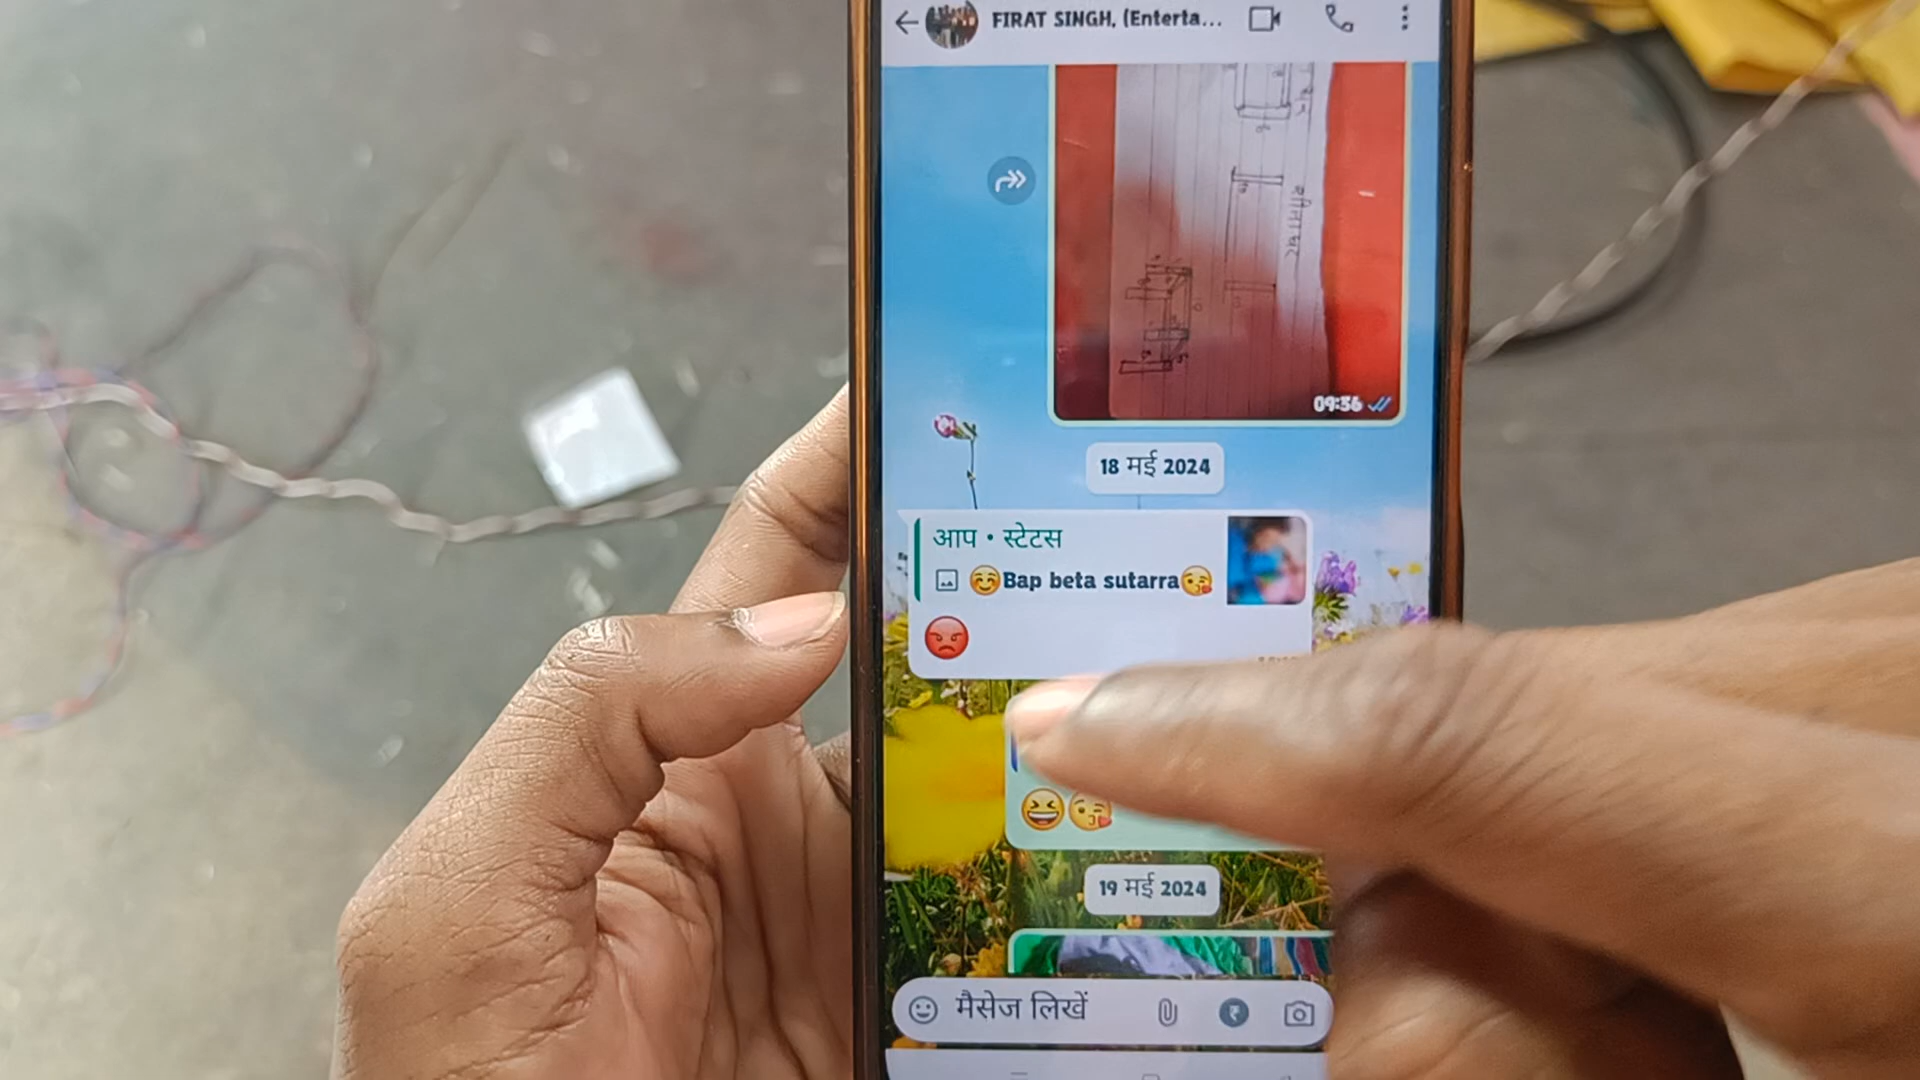 FIRAT SINGH, (Enterta...
09:36
18 मई 2024
आप • स्टेटस
☺️Bap beta sutarra😘
😡
😆😘
19 मई 2024
मैसेज लिखें